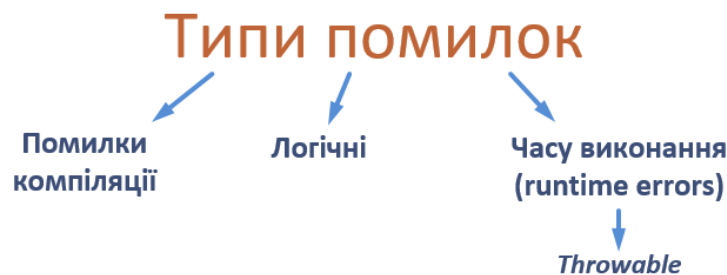 Типи помилок
Помилки
компіляції
Логічні
Часу виконання
(runtime errors)
Throwable